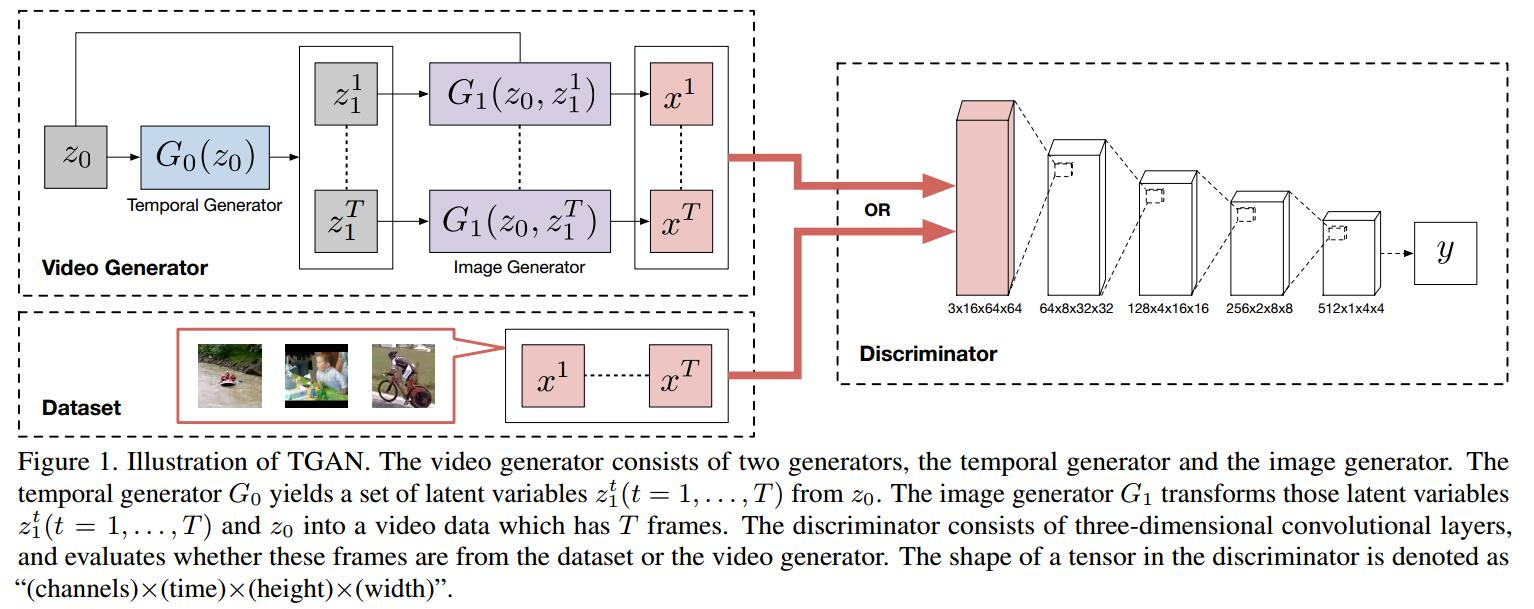 z_0
G_0(z_0)
Temporal Generator
z_1^1
z_1^T
G_1(z_0, z_1^1)
G_1(z_0, z_1^T)
Image Generator
x^1
x^T
Video Generator
Dataset
x^1
x^T
OR
3x16x64x64
64x8x32x32
128x4x16x16
256x2x8x8
512x1x4x4
y
Discriminator
Figure 1. Illustration of TGAN. The video generator consists of two generators, the temporal generator and the image generator. The
temporal generator G_0 yields a set of latent variables z_1^t(t = 1, . . . , T) from z_0. The image generator G_1 transforms those latent variables
z_1^t(t = 1, . . . , T) and z_0 into a video data which has T frames. The discriminator consists of three-dimensional convolutional layers,
and evaluates whether these frames are from the dataset or the video generator. The shape of a tensor in the discriminator is denoted as
“(channels)×(time)×(height)×(width)”.